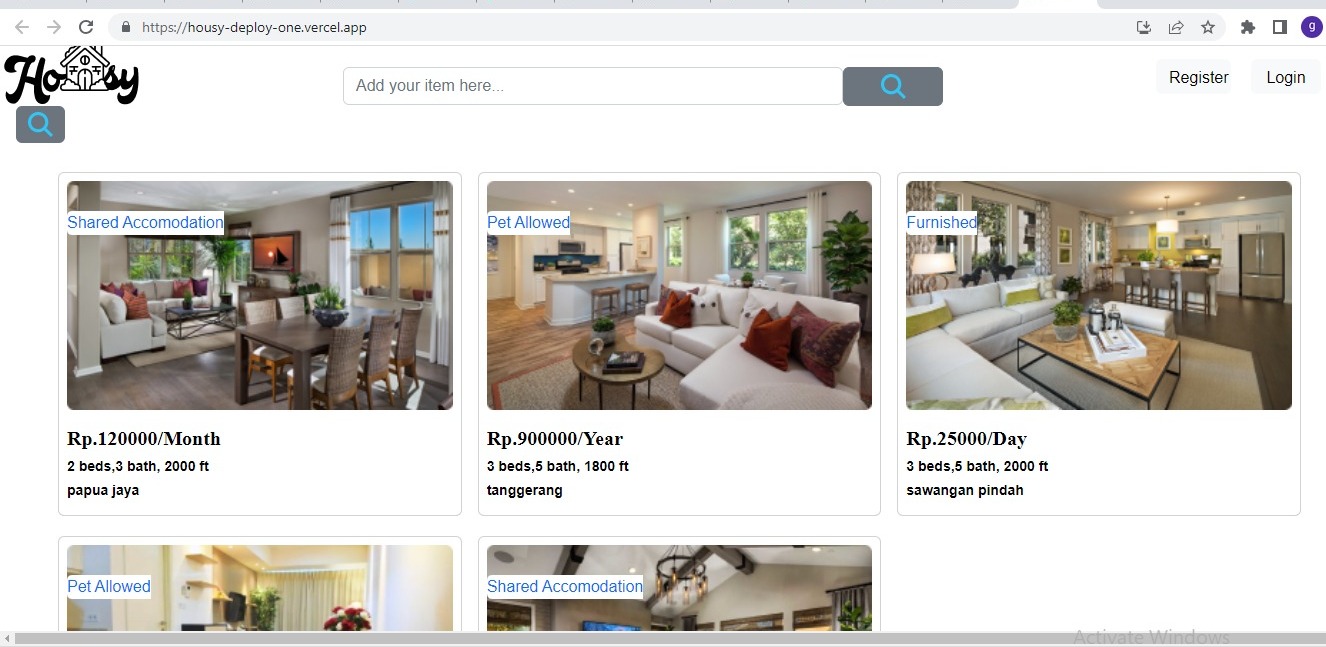 https://housy-deploy-one.vercel.app
g
Housy
Add your item here...
Register
Login
Shared Accomodation
Pet Allowed
Furnished
Rp.120000/Month
Rp.900000/Year
Rp.25000/Day
2 beds,3 bath, 2000 ft
3 beds,5 bath, 1800 ft
3 beds,5 bath, 2000 ft
papua jaya
tanggerang
sawangan pindah
Pet Allowed
Shared Accomodation
Activate Windows